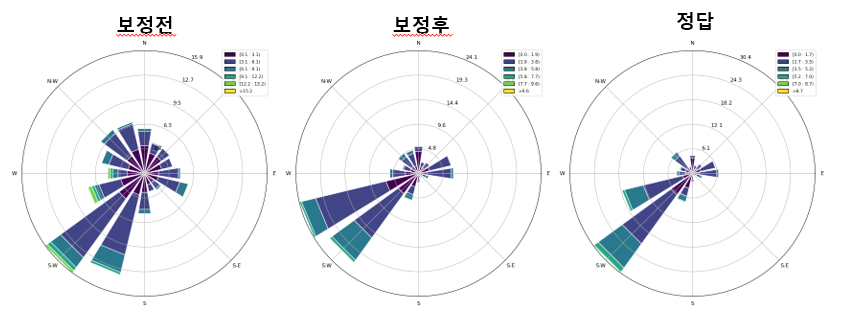 보정전
보정후
정답
N
N-W
W
S-W
S
S-E
E
15.9
12.7
9.5
6.3
[0.1 : 3.1)
[3.1 : 6.1)
[6.1 : 9.1)
[9.1 : 12.2)
[12.2 : 15.2)
>15.2
N
N-W
W
S-W
S
S-E
E
24.1
19.3
14.4
9.6
4.8
[0.0 : 1.9)
[1.9 : 3.8)
[3.8 : 5.8)
[5.8 : 7.7)
[7.7 : 9.6)
>9.6
N
N-W
W
S-W
S
S-E
E
30.4
24.3
18.2
12.1
6.1
[0.0 : 1.7)
[1.7 : 3.5)
[3.5 : 5.2)
[5.2 : 7.0)
[7.0 : 8.7)
>8.7